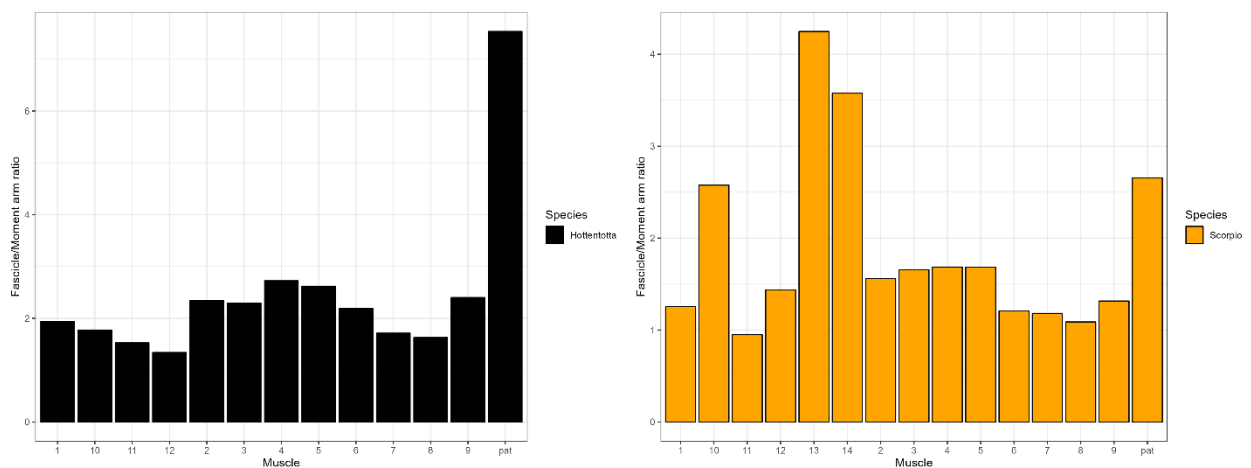 Fascicle/Moment arm ratio
6
4
2
0
1 10 11 12 2 3 4 5 6 7 8 9 pat
Muscle
Species
Hottentotta
Fascicle/Moment arm ratio
4
3
2
1
0
1 10 11 12 13 14 2 3 4 5 6 7 8 9 pat
Muscle
Species
Scorpio